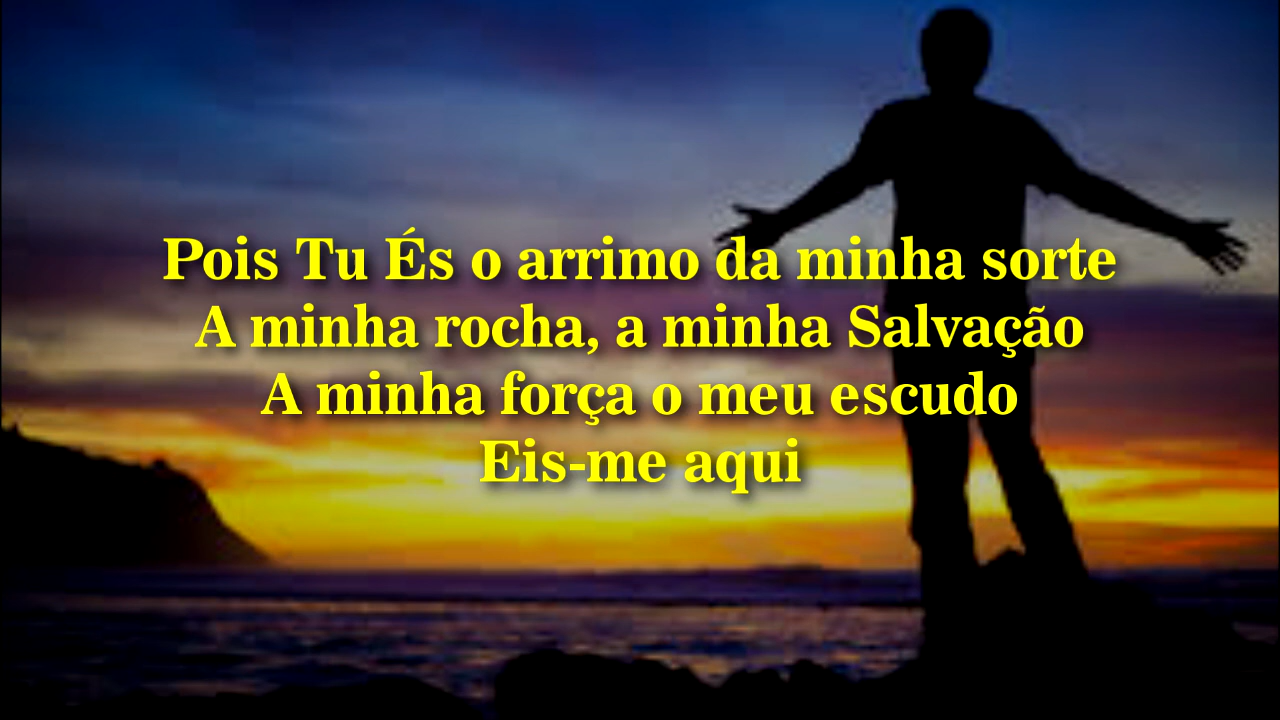 Pois Tu És o arrimo da minha sorte
A minha rocha, a minha Salvação
A minha força o meu escudo
Eis-me aqui